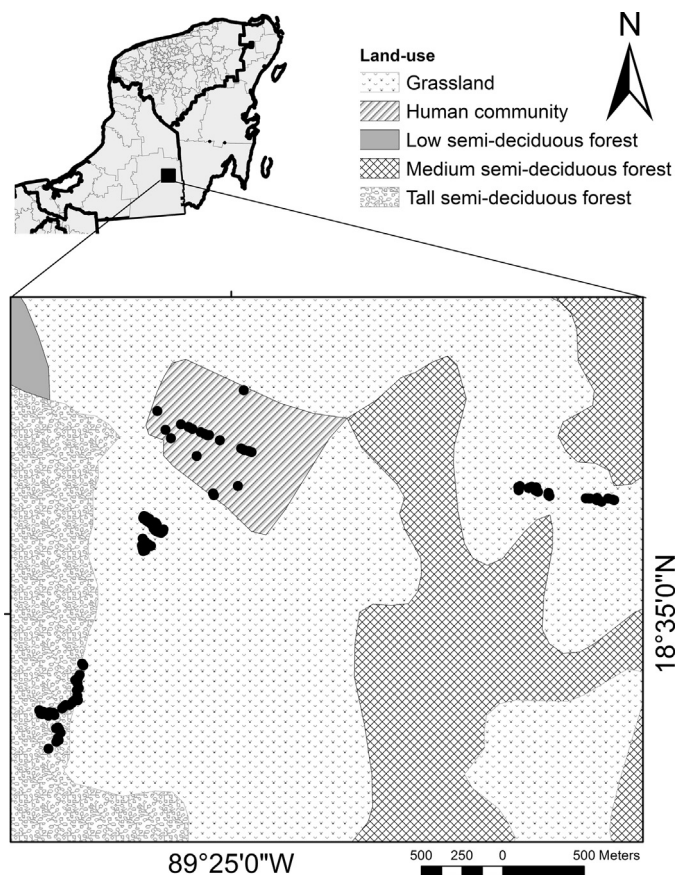 N
Land-use
Grassland
Human community
Low semi-deciduous forest
Medium semi-deciduous forest
Tall semi-deciduous forest
18°35'0"N
89°25'0"W
500 250 0 500 Meters